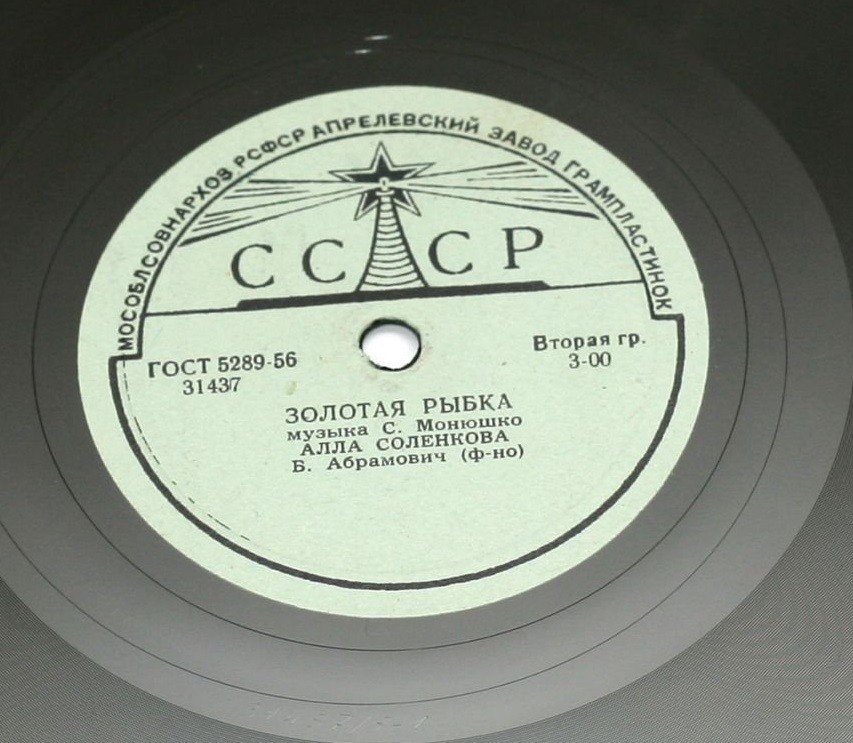 МОСОБЛСОВНАРХОЗ РСФСР АПРЕЛЕВСКИЙ ЗАВОД ГРАМПЛАСТИНОК
СССР
ГОСТ 5289-56
31437
Вторая гр.
3-00
ЗОЛОТАЯ РЫБКА
музыка С. Монюшко
АЛЛА СОЛЕНКОВА
Б. Абрамович (ф-но)